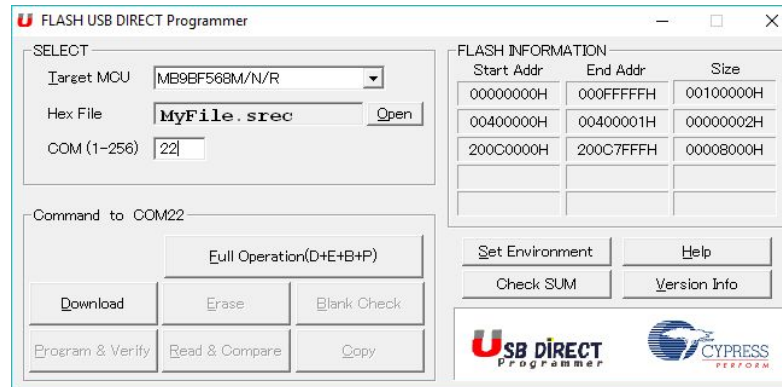 FLASH USB DIRECT Programmer
SELECT
Target MCU MB9BF568M/N/R
Hex File MyFile.srec Open
COM (1-256) 22
Command to COM22
Full Operation(D+E+B+P)
Download Erase Blank Check
Program & Verify Read & Compare Copy
FLASH INFORMATION
Start Addr End Addr Size
00000000H 000FFFFFH 00100000H
00400000H 00400001H 00000002H
200C0000H 200C7FFFH 00008000H
Set Environment Help
Check SUM Version Info
USB DIRECT
Programmer
CYPRESS
PERFORM